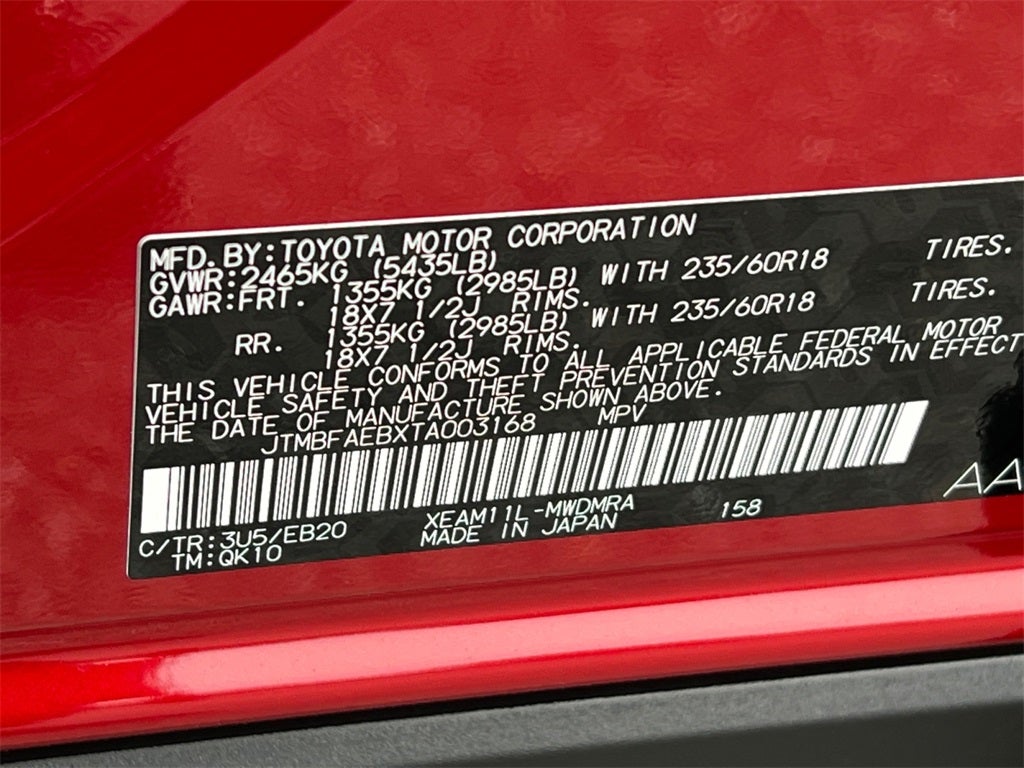 MFD. BY: TOYOTA MOTOR CORPORATION
GVWR: 2465KG (5435LB)
GAWR: FRT. 1355KG (2985LB) WITH 235/60R18 TIRES.
18X7 1/2J RIMS.
RR. 1355KG (2985LB) WITH 235/60R18 TIRES.
18X7 1/2J RIMS.
THIS VEHICLE CONFORMS TO ALL APPLICABLE FEDERAL MOTOR
VEHICLE SAFETY AND THEFT PREVENTION STANDARDS IN EFFECT
THE DATE OF MANUFACTURE SHOWN ABOVE.
JTMBFAEBXTA003168 MPV
C/TR: 3U5/EB20 XEAM11L-MWDMRA 158 AA
TM: QK10 MADE IN JAPAN